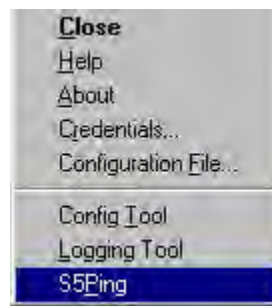 Close
Help
About
Credentials...
Configuration File...
Config Tool
Logging Tool
S5Ping